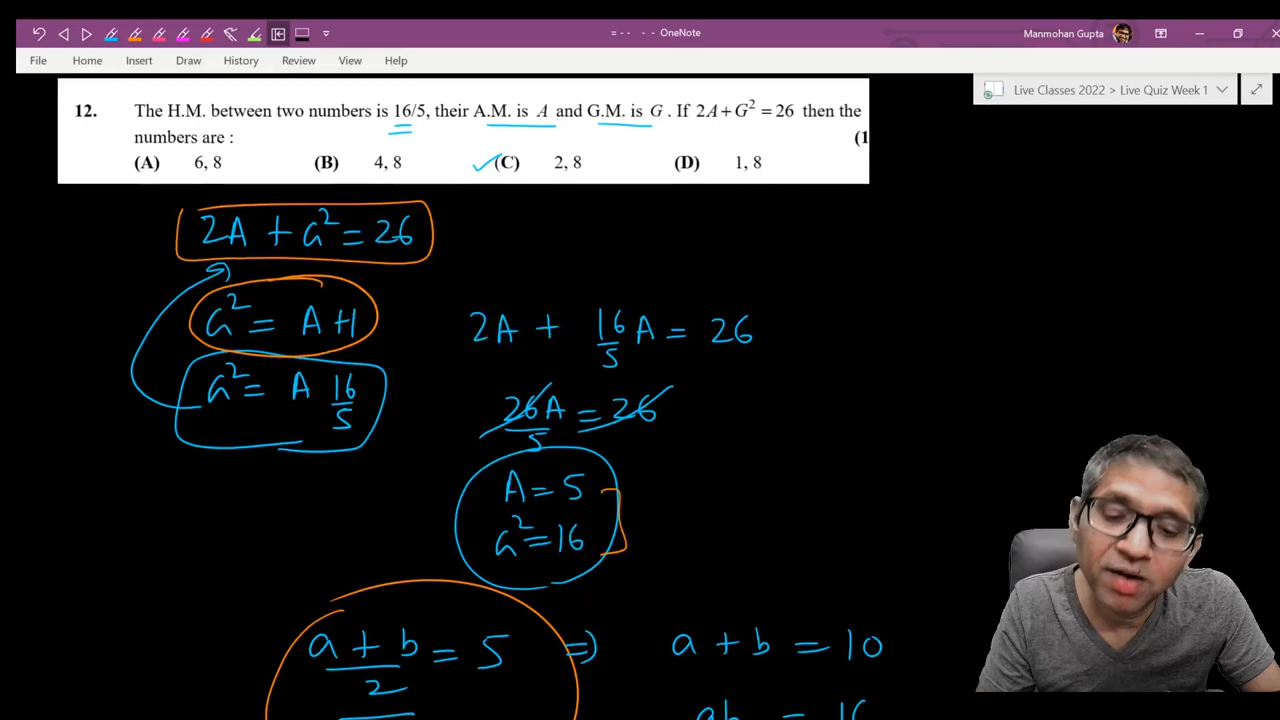 = -- - - OneNote
Manmohan Gupta
File Home Insert Draw History Review View Help
Live Classes 2022 > Live Quiz Week 1
12. The H.M. between two numbers is 16/5, their A.M. is A and G.M. is G. If 2A+G² = 26 then the
numbers are : (1
(A) 6, 8 (B) 4, 8 (C) 2, 8 (D) 1, 8
2A + G² = 26
G² = A H
G² = A 16/5
2A + 16/5 A = 26
26A/5 = 26
A = 5
G² = 16
a + b/2 = 5 ⇒ a + b = 10
ab = 16